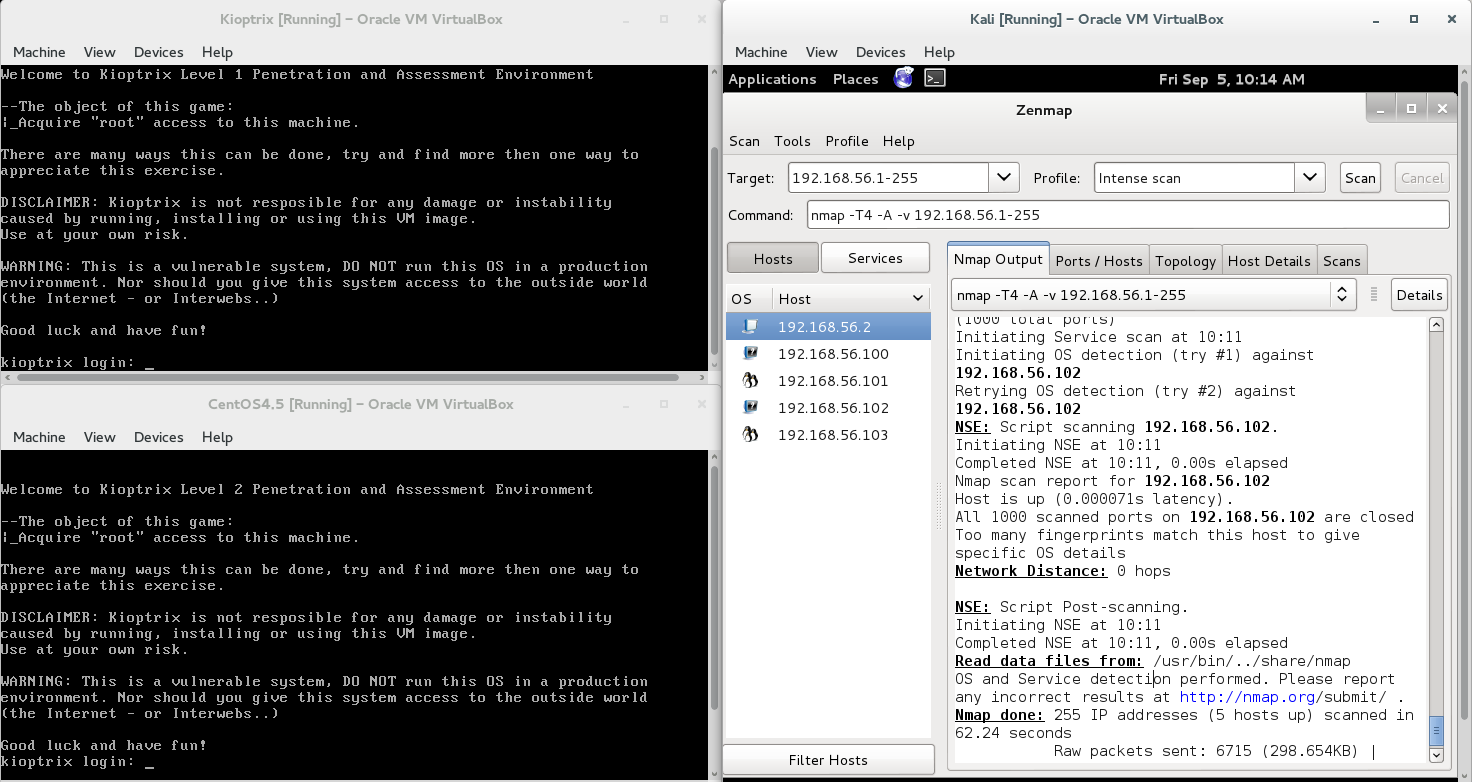 Kioptrix [Running] – Oracle VM VirtualBox
Machine View Devices Help
Welcome to Kioptrix Level 1 Penetration and Assessment Environment
--The object of this game:
¦_Acquire "root" access to this machine.
There are many ways this can be done, try and find more then one way to
appreciate this exercise.
DISCLAIMER: Kioptrix is not resposible for any damage or instability
caused by running, installing or using this VM image.
Use at your own risk.
WARNING: This is a vulnerable system, DO NOT run this OS in a production
environment. Nor should you give this system access to the outside world
(the Internet - or Interwebs..)
Good luck and have fun!
kioptrix login: _
CentOS4.5 [Running] – Oracle VM VirtualBox
Machine View Devices Help
Welcome to Kioptrix Level 2 Penetration and Assessment Environment
--The object of this game:
¦_Acquire "root" access to this machine.
There are many ways this can be done, try and find more then one way to
appreciate this exercise.
DISCLAIMER: Kioptrix is not resposible for any damage or instability
caused by running, installing or using this VM image.
Use at your own risk.
WARNING: This is a vulnerable system, DO NOT run this OS in a production
environment. Nor should you give this system access to the outside world
(the Internet - or Interwebs..)
Good luck and have fun!
kioptrix login: _
Kali [Running] – Oracle VM VirtualBox
Machine View Devices Help
Applications Places Fri Sep 5, 10:14 AM
Zenmap
Scan Tools Profile Help
Target: 192.168.56.1-255 Profile: Intense scan Scan Cancel
Command: nmap -T4 -A -v 192.168.56.1-255
Hosts Services
OS Host
192.168.56.2
192.168.56.100
192.168.56.101
192.168.56.102
192.168.56.103
Filter Hosts
Nmap Output Ports / Hosts Topology Host Details Scans
nmap -T4 -A -v 192.168.56.1-255 Details
(1000 total ports)
Initiating Service scan at 10:11
Initiating OS detection (try #1) against
192.168.56.102
Retrying OS detection (try #2) against
192.168.56.102
NSE: Script scanning 192.168.56.102.
Initiating NSE at 10:11
Completed NSE at 10:11, 0.00s elapsed
Nmap scan report for 192.168.56.102
Host is up (0.000071s latency).
All 1000 scanned ports on 192.168.56.102 are closed
Too many fingerprints match this host to give
specific OS details
Network Distance: 0 hops
NSE: Script Post-scanning.
Initiating NSE at 10:11
Completed NSE at 10:11, 0.00s elapsed
Read data files from: /usr/bin/../share/nmap
OS and Service detection performed. Please report
any incorrect results at http://nmap.org/submit/ .
Nmap done: 255 IP addresses (5 hosts up) scanned in
62.24 seconds
Raw packets sent: 6715 (298.654KB) |